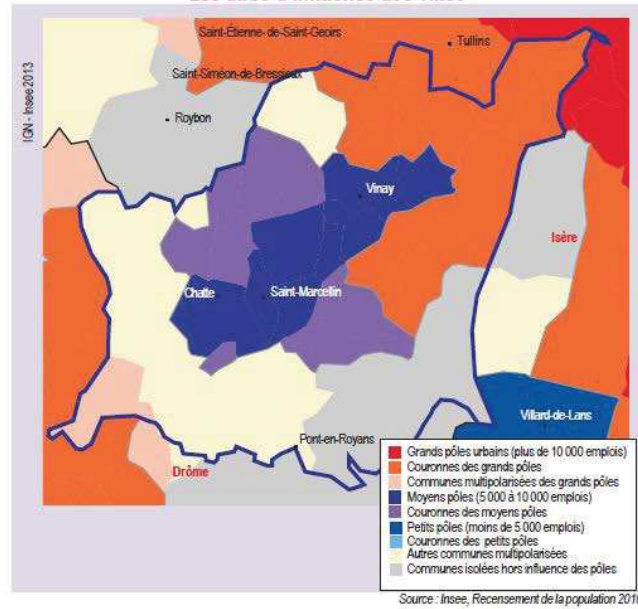 Saint-Étienne-de-Saint-Geoirs
Tullins
Saint-Siméon-de-Bressieux
IGN - Insee 2013
Roybon
Vinay
Isère
Chatte
Saint-Marcellin
Villard-de-Lans
Pont-en-Royans
Drôme
Grands pôles urbains (plus de 10 000 emplois)
Couronnes des grands pôles
Communes multipolarisées des grands pôles
Moyens pôles (5 000 à 10 000 emplois)
Couronnes des moyens pôles
Petits pôles (moins de 5 000 emplois)
Couronnes des petits pôles
Autres communes multipolarisées
Communes isolées hors influence des pôles
Source : Insee, Recensement de la population